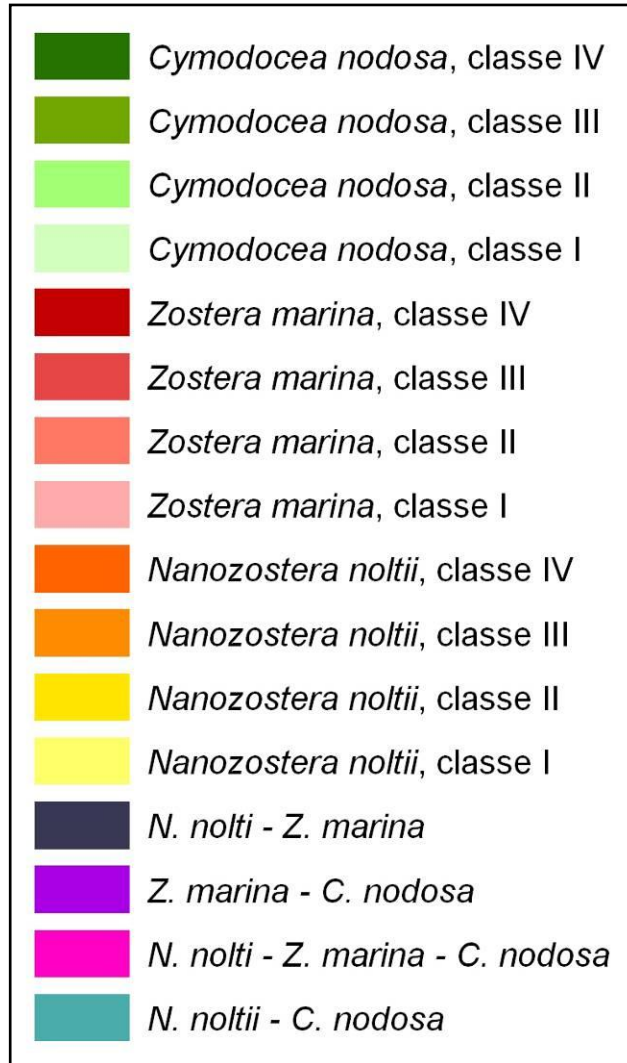 Cymodocea nodosa, classe IV
Cymodocea nodosa, classe III
Cymodocea nodosa, classe II
Cymodocea nodosa, classe I
Zostera marina, classe IV
Zostera marina, classe III
Zostera marina, classe II
Zostera marina, classe I
Nanozostera noltii, classe IV
Nanozostera noltii, classe III
Nanozostera noltii, classe II
Nanozostera noltii, classe I
N. nolti - Z. marina
Z. marina - C. nodosa
N. nolti - Z. marina - C. nodosa
N. noltii - C. nodosa